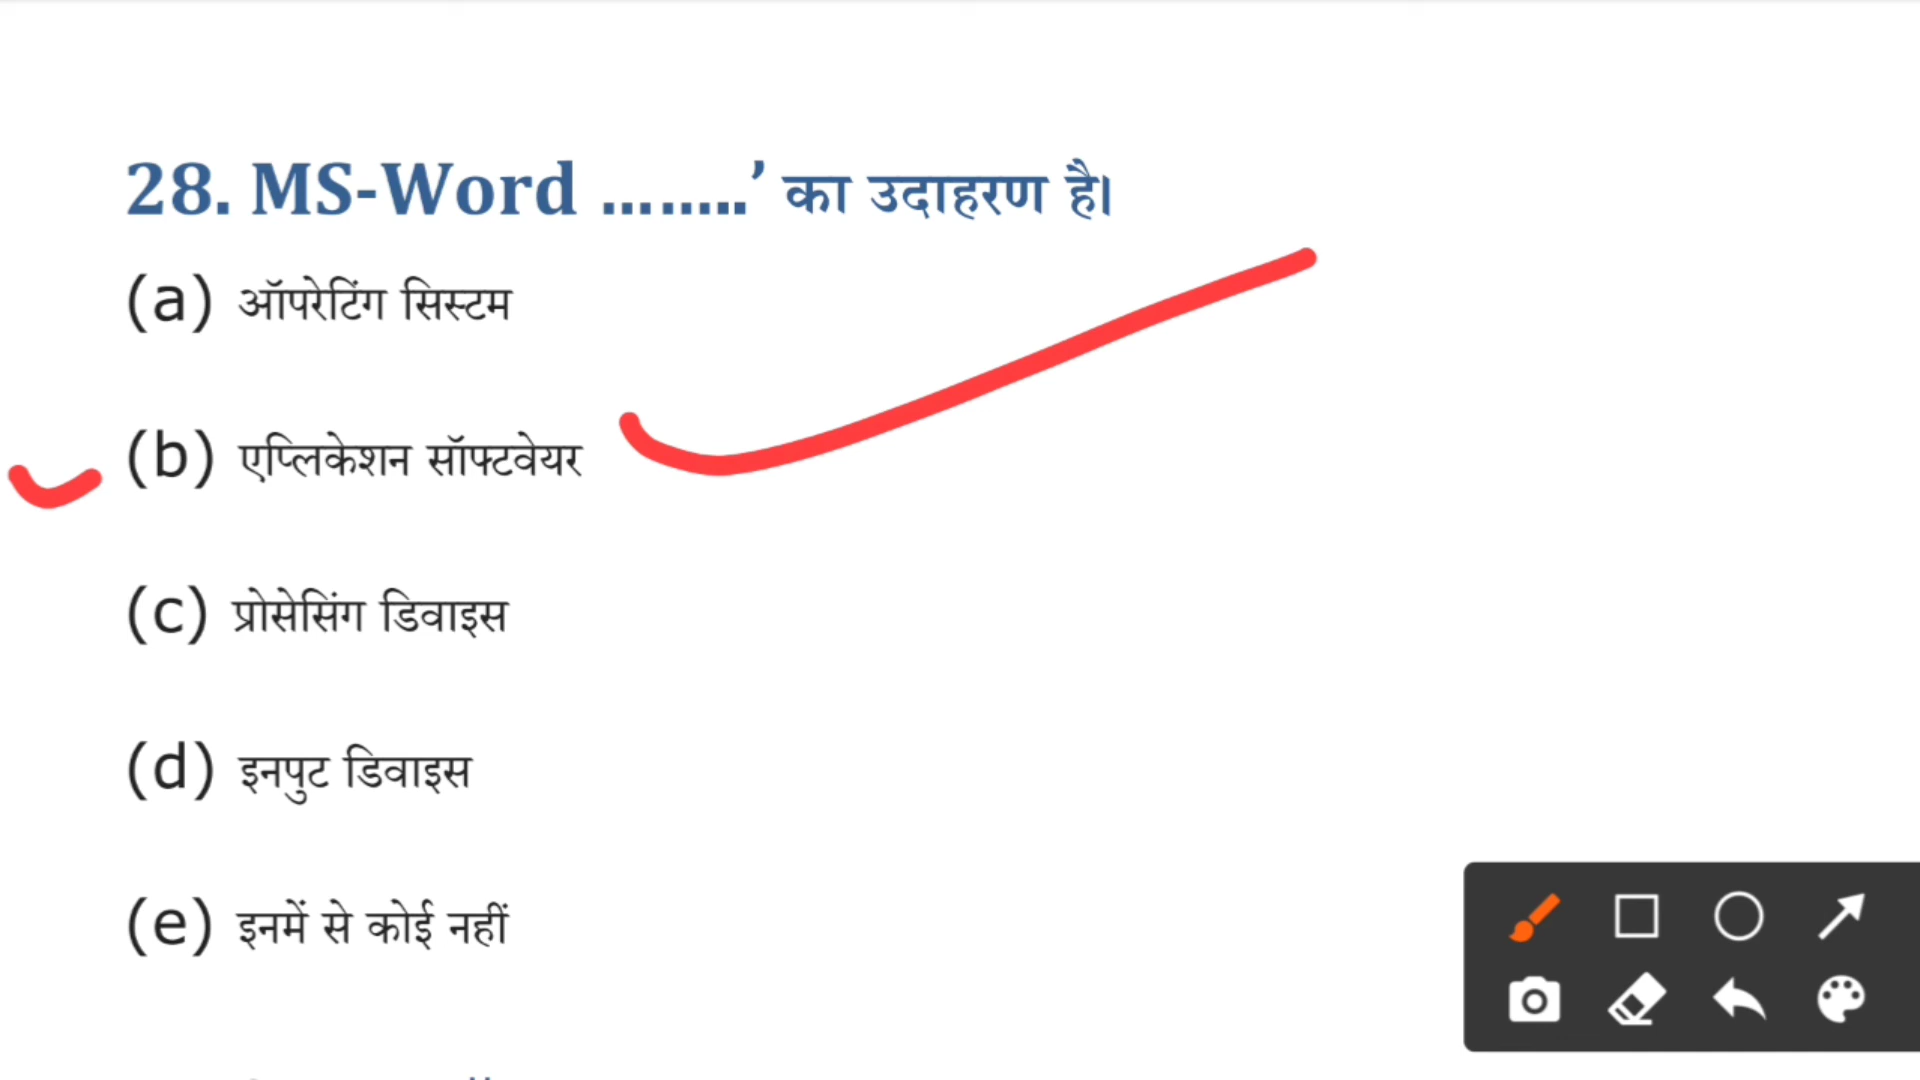 28. MS-Word ........’ का उदाहरण है।
(a) ऑपरेटिंग सिस्टम
(b) एप्लिकेशन सॉफ्टवेयर
(c) प्रोसेसिंग डिवाइस
(d) इनपुट डिवाइस
(e) इनमें से कोई नहीं